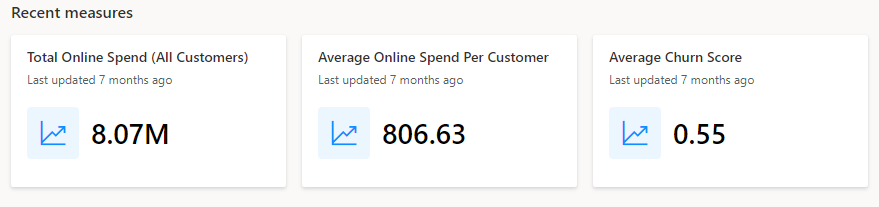 Recent measures
Total Online Spend (All Customers)
Last updated 7 months ago
8.07M
Average Online Spend Per Customer
Last updated 7 months ago
806.63
Average Churn Score
Last updated 7 months ago
0.55